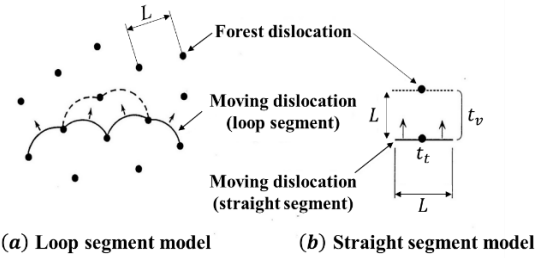 L
Forest dislocation
Moving dislocation
(loop segment)
L
t_v
t_t
Moving dislocation
(straight segment)
L
(a) Loop segment model
(b) Straight segment model